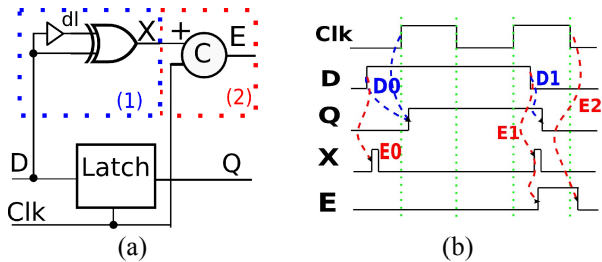 dl
X
+
C
E
(1)
(2)
D
Latch
Q
Clk
(a)
Clk
D
D0
D1
Q
E1
E2
X
E0
E
(b)